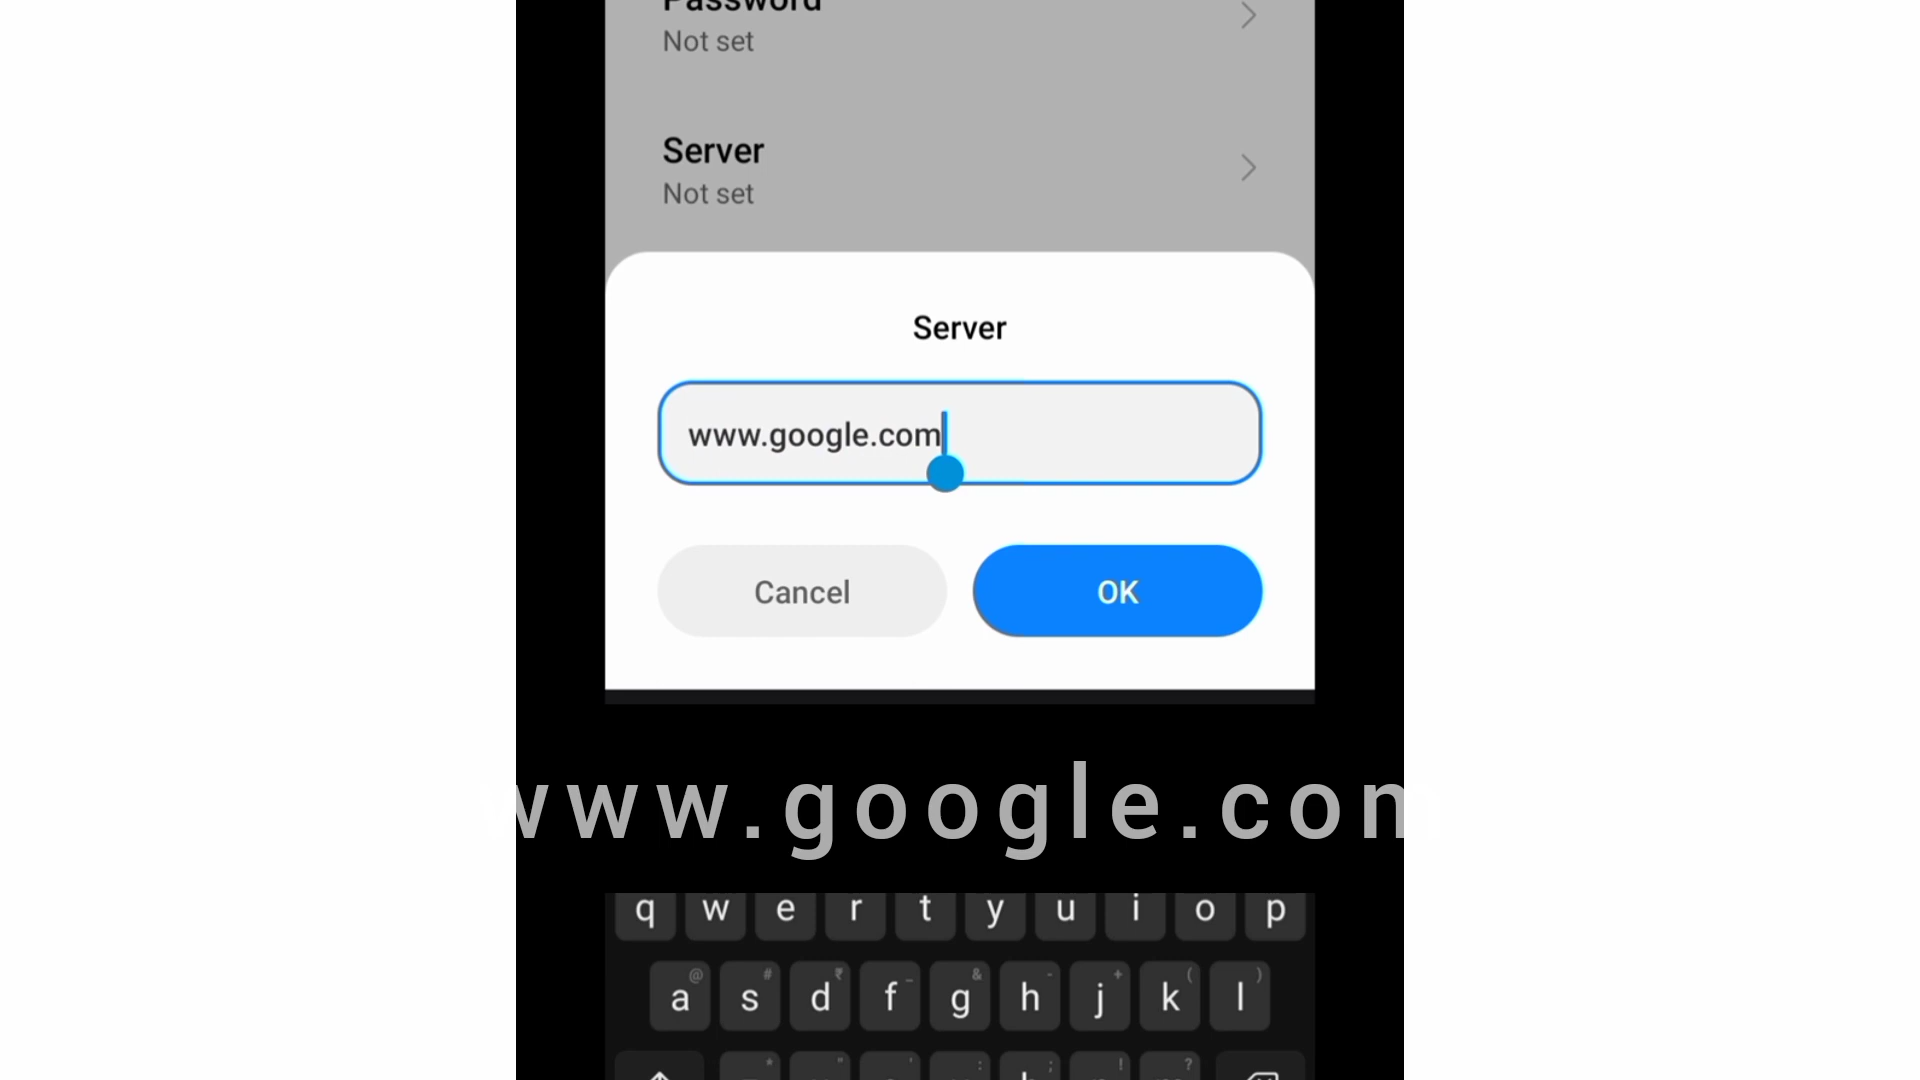 Password
Not set
Server
Not set
Server
www.google.com
Cancel
OK
www.google.com
q w e r t y u i o p
@ # ₹ _ & - + ( )
a s d f g h j k l
* " ' : ; ! ?